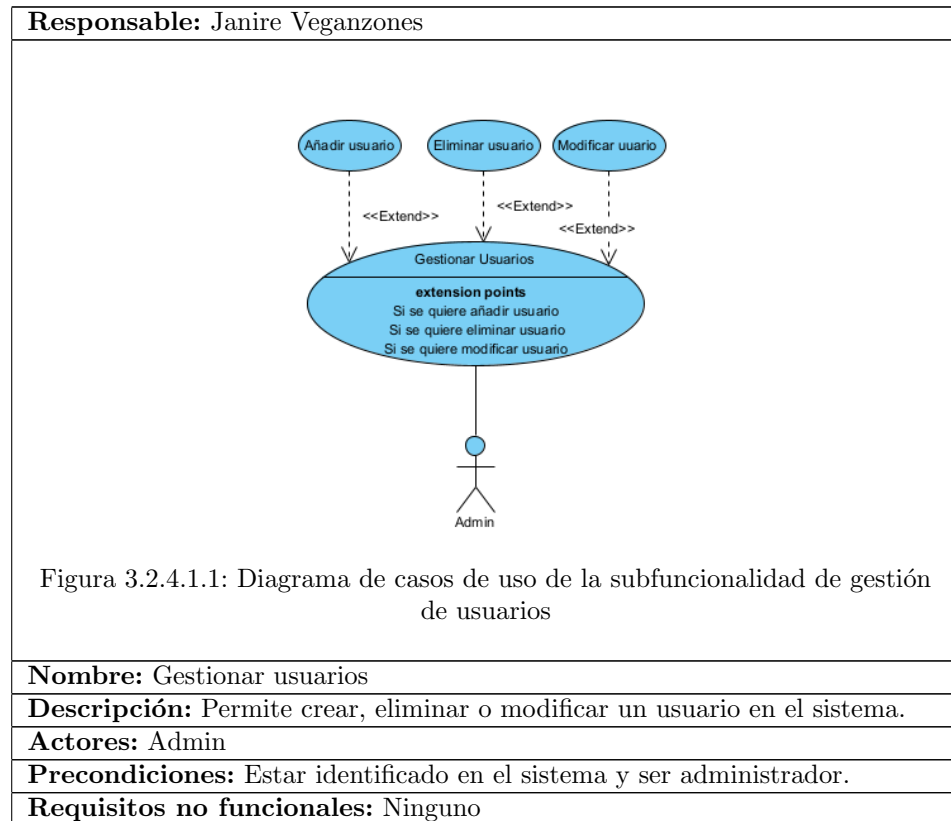 Responsable: Janire Veganzones
Añadir usuario
Eliminar usuario
Modificar uuario
<<Extend>>
<<Extend>>
<<Extend>>
Gestionar Usuarios
extension points
Si se quiere añadir usuario
Si se quiere eliminar usuario
Si se quiere modificar usuario
Admin
Figura 3.2.4.1.1: Diagrama de casos de uso de la subfuncionalidad de gestión
de usuarios
Nombre: Gestionar usuarios
Descripción: Permite crear, eliminar o modificar un usuario en el sistema.
Actores: Admin
Precondiciones: Estar identificado en el sistema y ser administrador.
Requisitos no funcionales: Ninguno